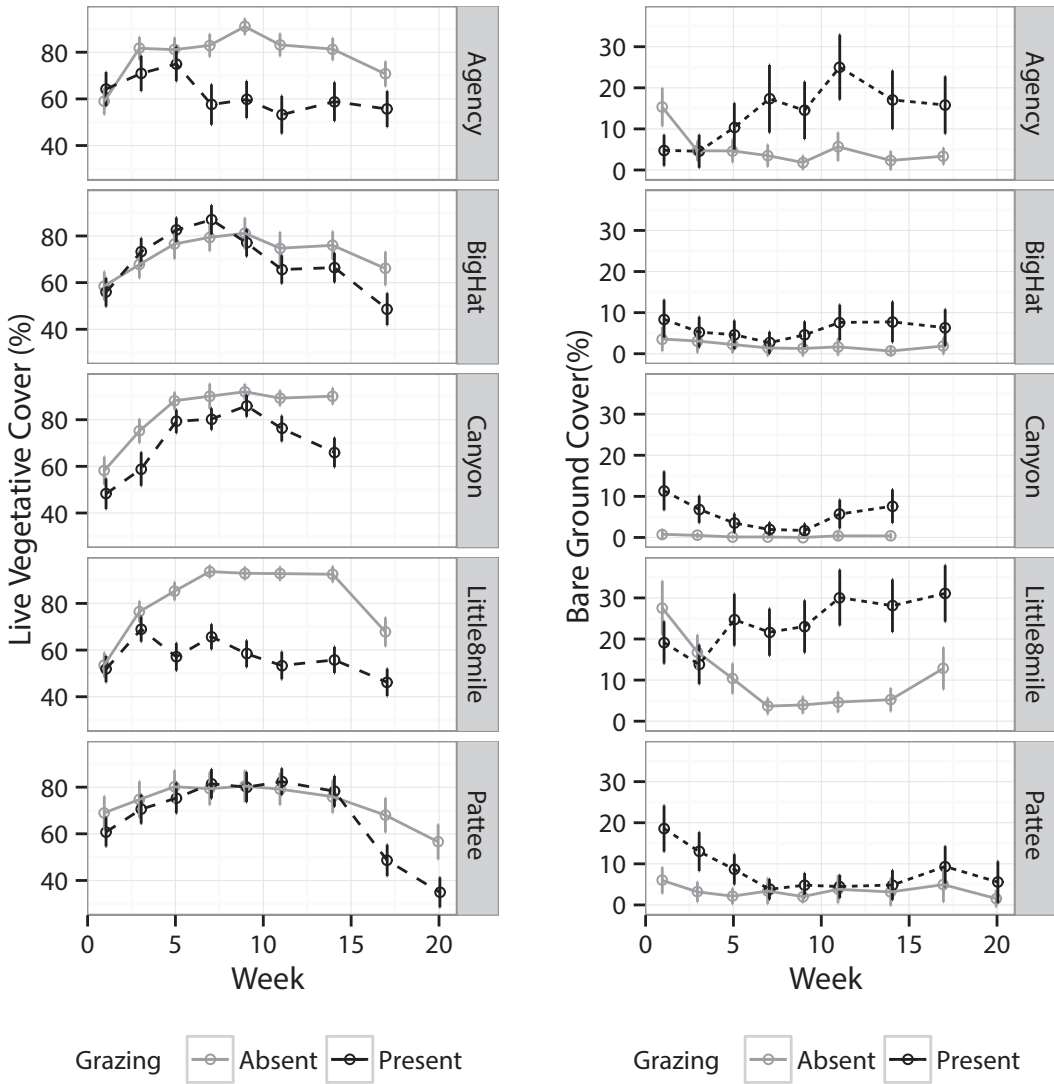 Live Vegetative Cover (%)
80
60
40
Agency
80
60
40
BigHat
80
60
40
Canyon
80
60
40
Little8mile
80
60
40
Pattee
0 5 10 15 20
Week
Grazing Absent Present
Bare Ground Cover(%)
30
20
10
0
Agency
30
20
10
0
BigHat
30
20
10
0
Canyon
30
20
10
0
Little8mile
30
20
10
0
Pattee
0 5 10 15 20
Week
Grazing Absent Present